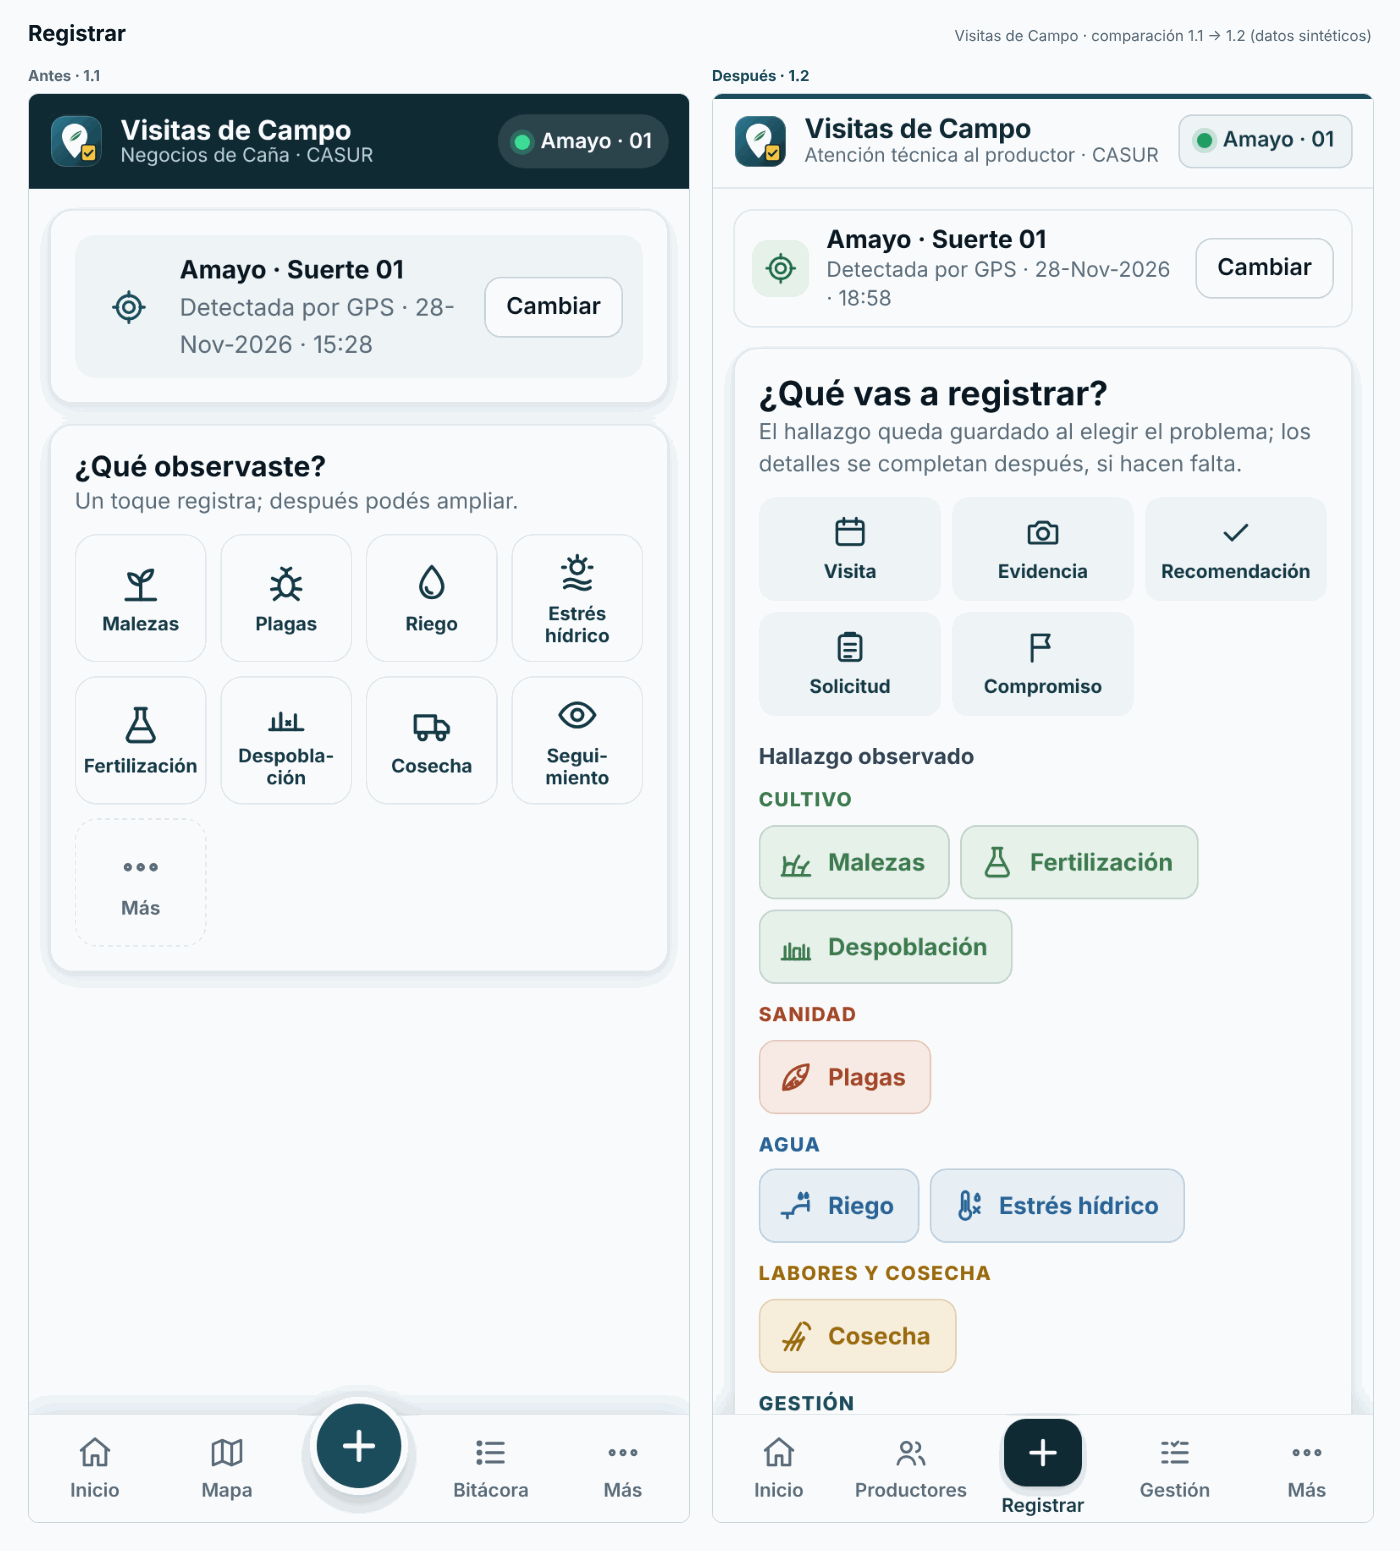 Registrar
Visitas de Campo · comparación 1.1 → 1.2 (datos sintéticos)
Antes · 1.1
Visitas de Campo
Negocios de Caña · CASUR
Amayo · 01
Amayo · Suerte 01
Detectada por GPS · 28-
Nov-2026 · 15:28
Cambiar
¿Qué observaste?
Un toque registra; después podés ampliar.
Malezas
Plagas
Riego
Estrés
hídrico
Fertilización
Despobla-
ción
Cosecha
Segui-
miento
Más
Inicio
Mapa
Bitácora
Más
Después · 1.2
Visitas de Campo
Atención técnica al productor · CASUR
Amayo · 01
Amayo · Suerte 01
Detectada por GPS · 28-Nov-2026
· 18:58
Cambiar
¿Qué vas a registrar?
El hallazgo queda guardado al elegir el problema; los
detalles se completan después, si hacen falta.
Visita
Evidencia
Recomendación
Solicitud
Compromiso
Hallazgo observado
CULTIVO
Malezas
Fertilización
Despoblación
SANIDAD
Plagas
AGUA
Riego
Estrés hídrico
LABORES Y COSECHA
Cosecha
GESTIÓN
Inicio
Productores
Registrar
Gestión
Más